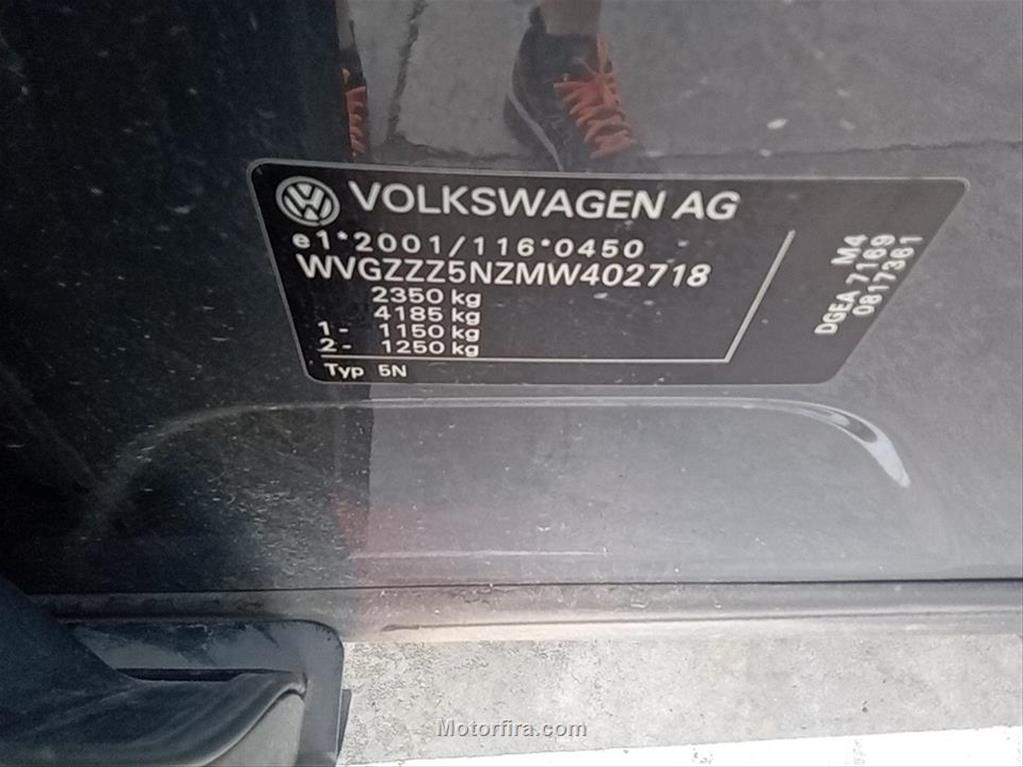 VOLKSWAGEN AG
e1*2001/116*0450
WVGZZZ5NZMW402718
2350 kg
4185 kg
1- 1150 kg
2- 1250 kg
Typ 5N
M4
DGEA 7169
0817361
Motorfira.com